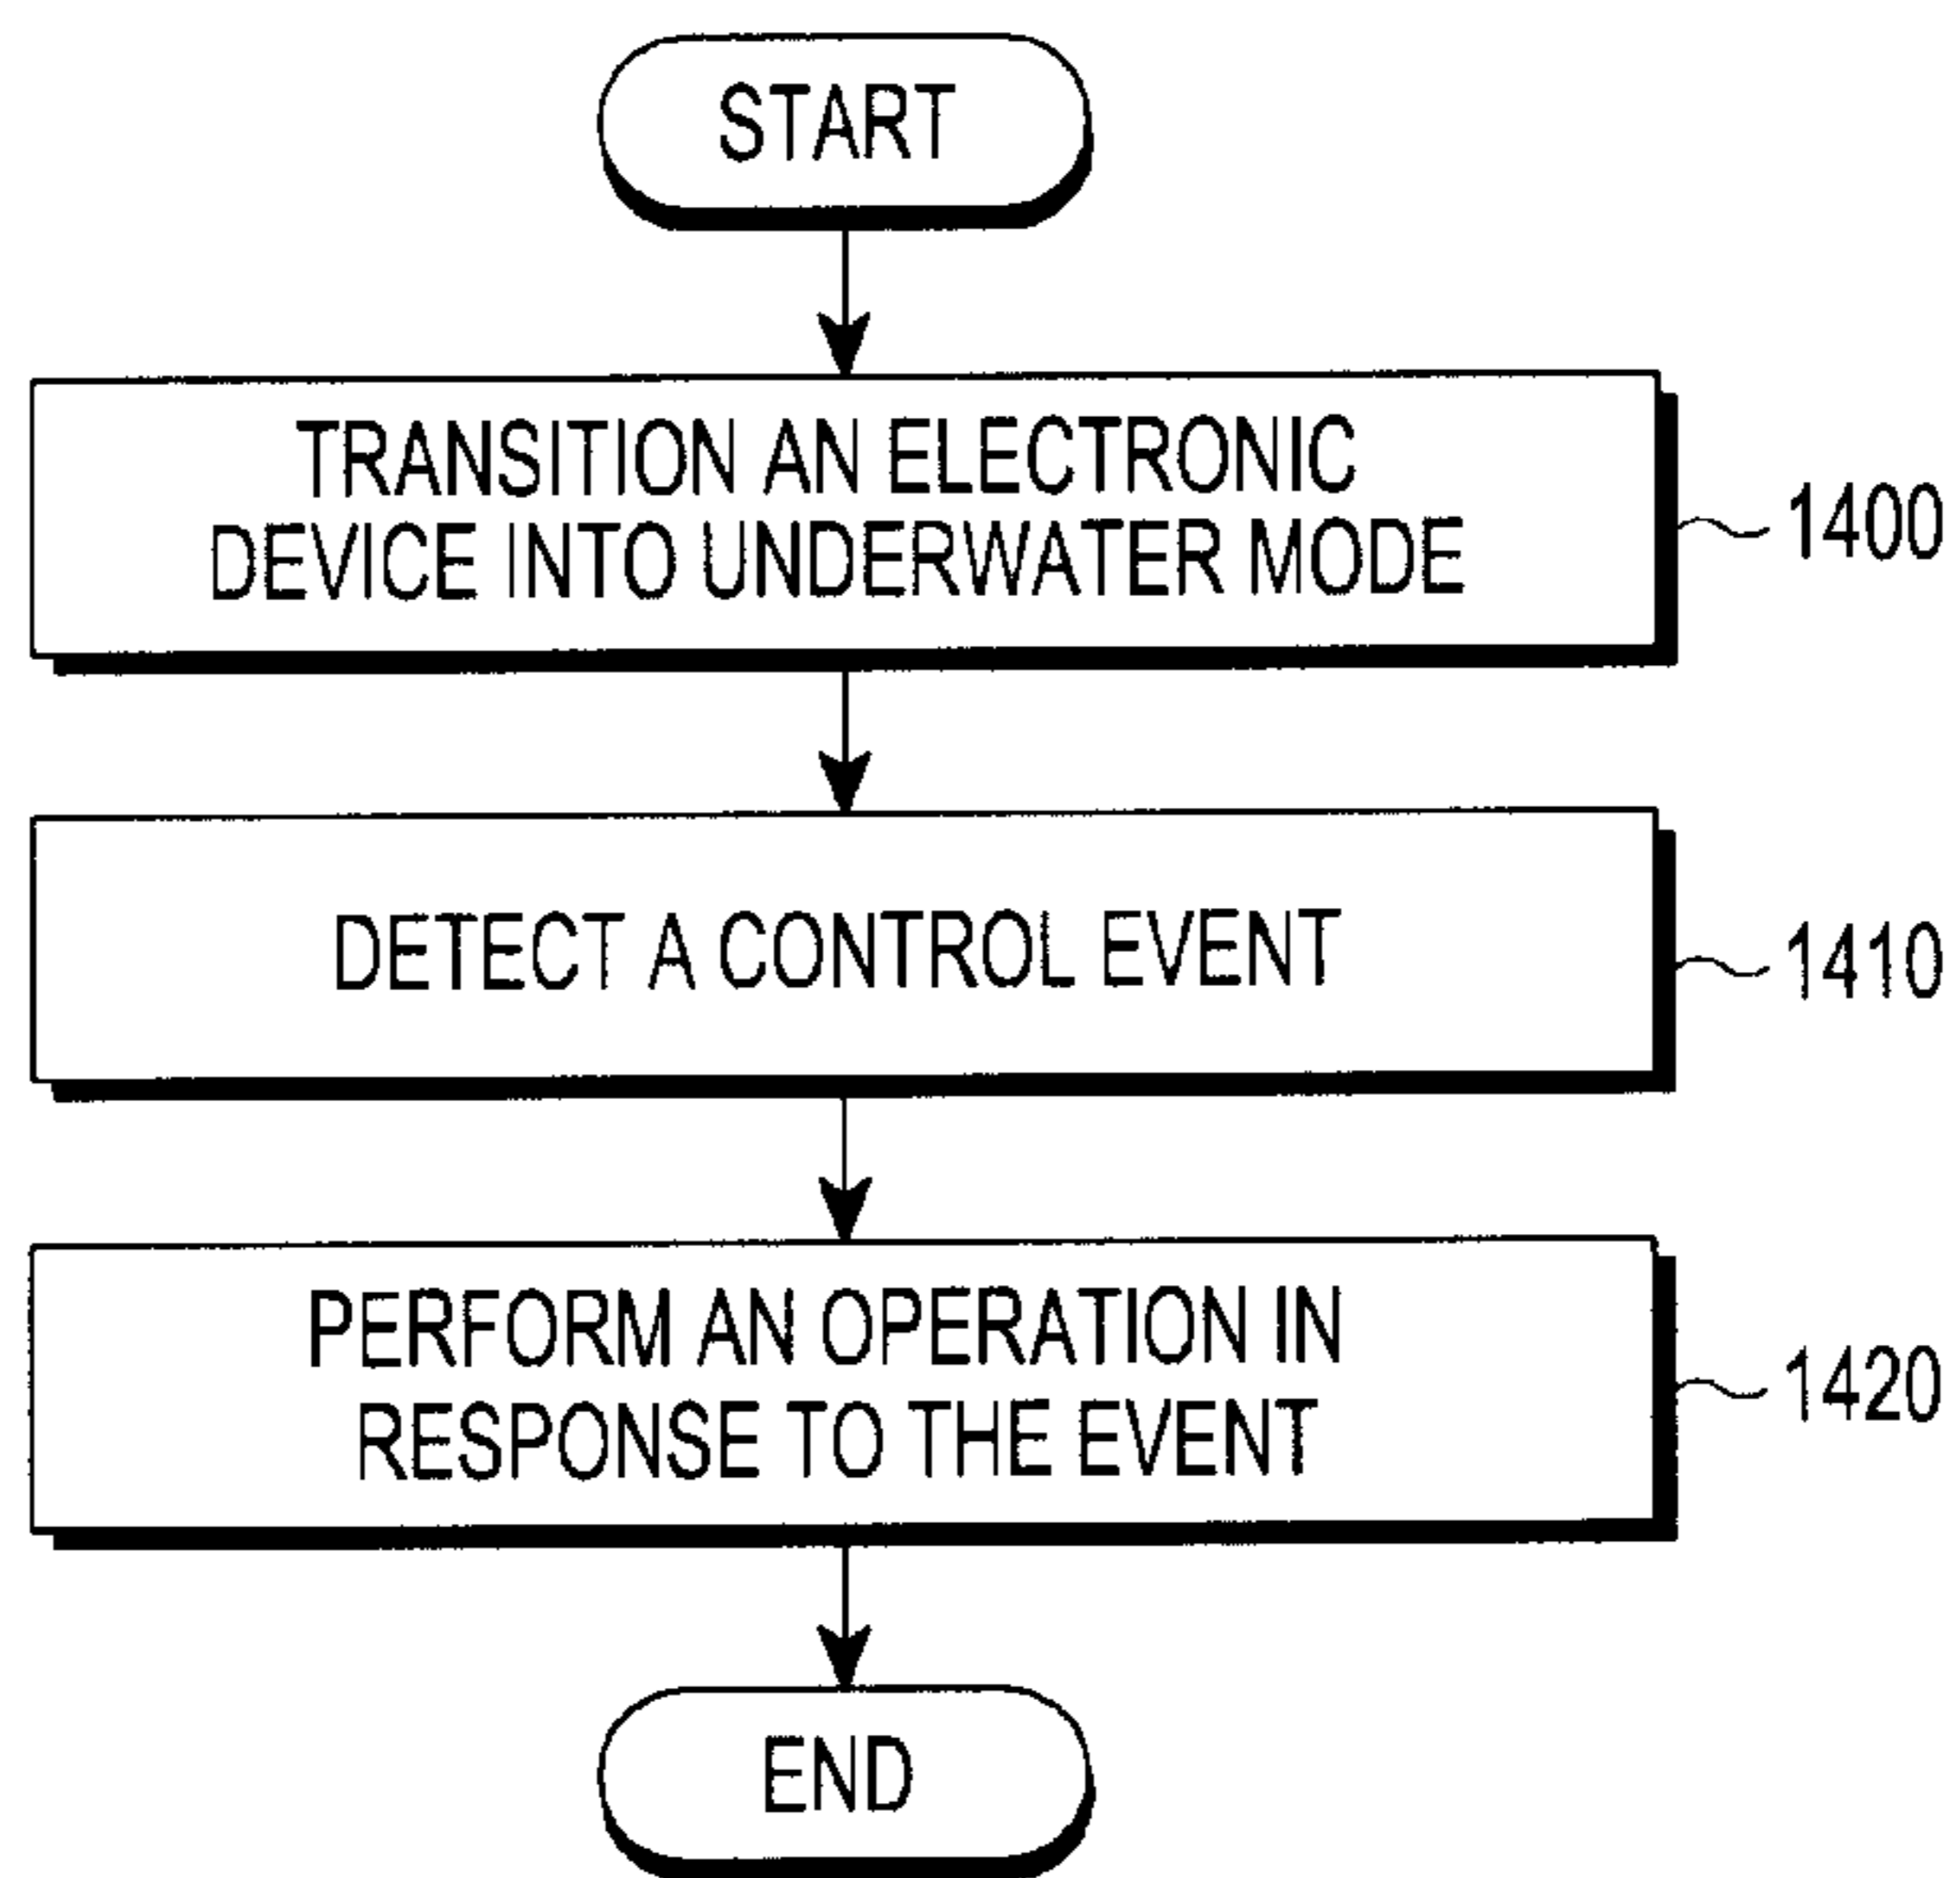 START
TRANSITION AN ELECTRONIC
DEVICE INTO UNDERWATER MODE
1400
DETECT A CONTROL EVENT
1410
PERFORM AN OPERATION IN
RESPONSE TO THE EVENT
1420
END